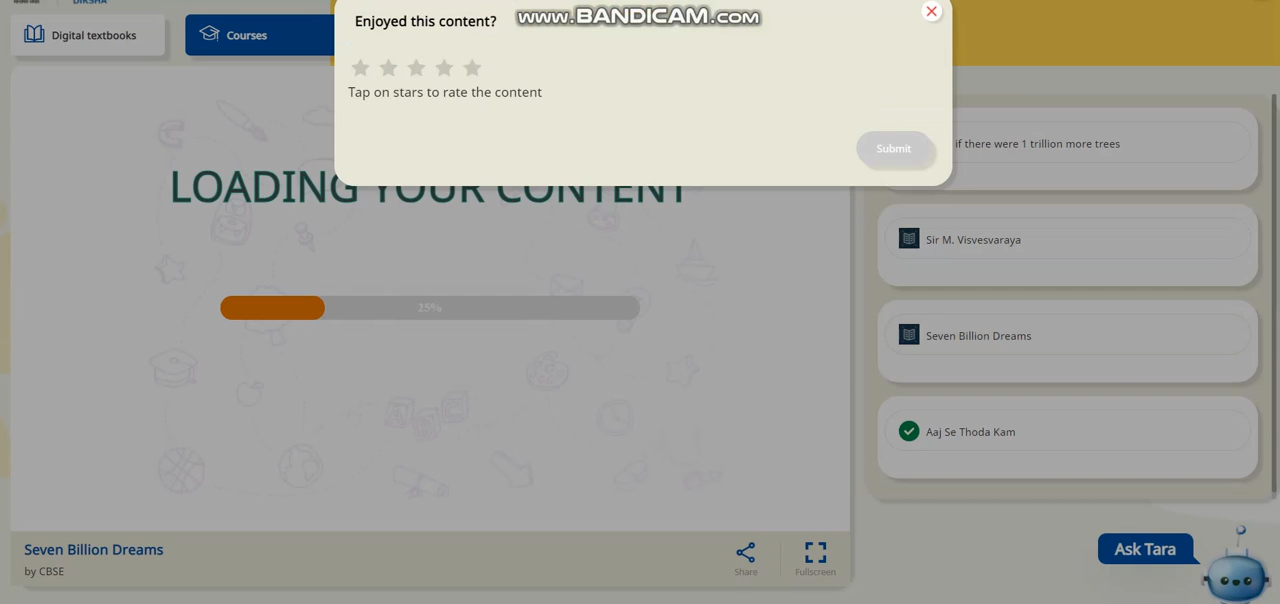 DIKSHA
Digital textbooks
Courses
Enjoyed this content?
www.BANDICAM.com
Tap on stars to rate the content
Submit
LOADING YOUR CONTENT
25%
if there were 1 trillion more trees
Sir M. Visvesvaraya
Seven Billion Dreams
Aaj Se Thoda Kam
Seven Billion Dreams
by CBSE
Share
Fullscreen
Ask Tara